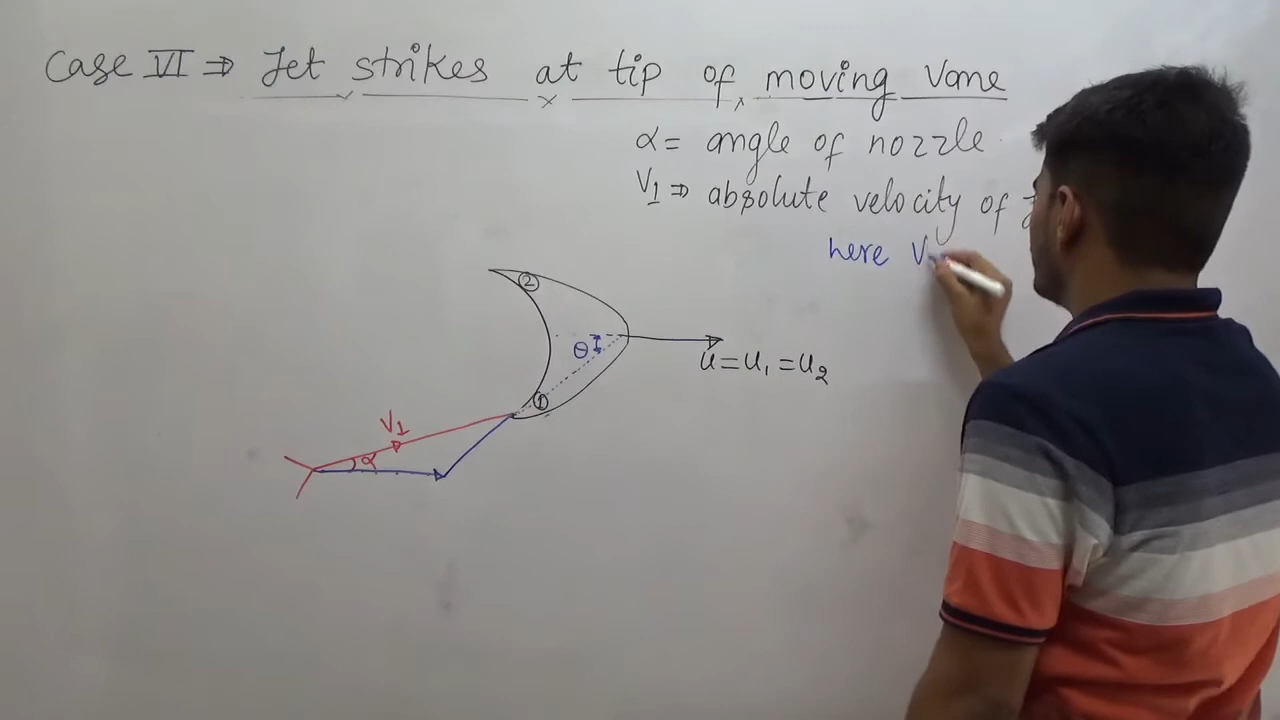 Case VI ⇒ Jet strikes at tip of moving Vane
α = angle of nozzle
V1 ⇒ absolute velocity of
here V
2
θ
u = u1 = u2
1
V1
α